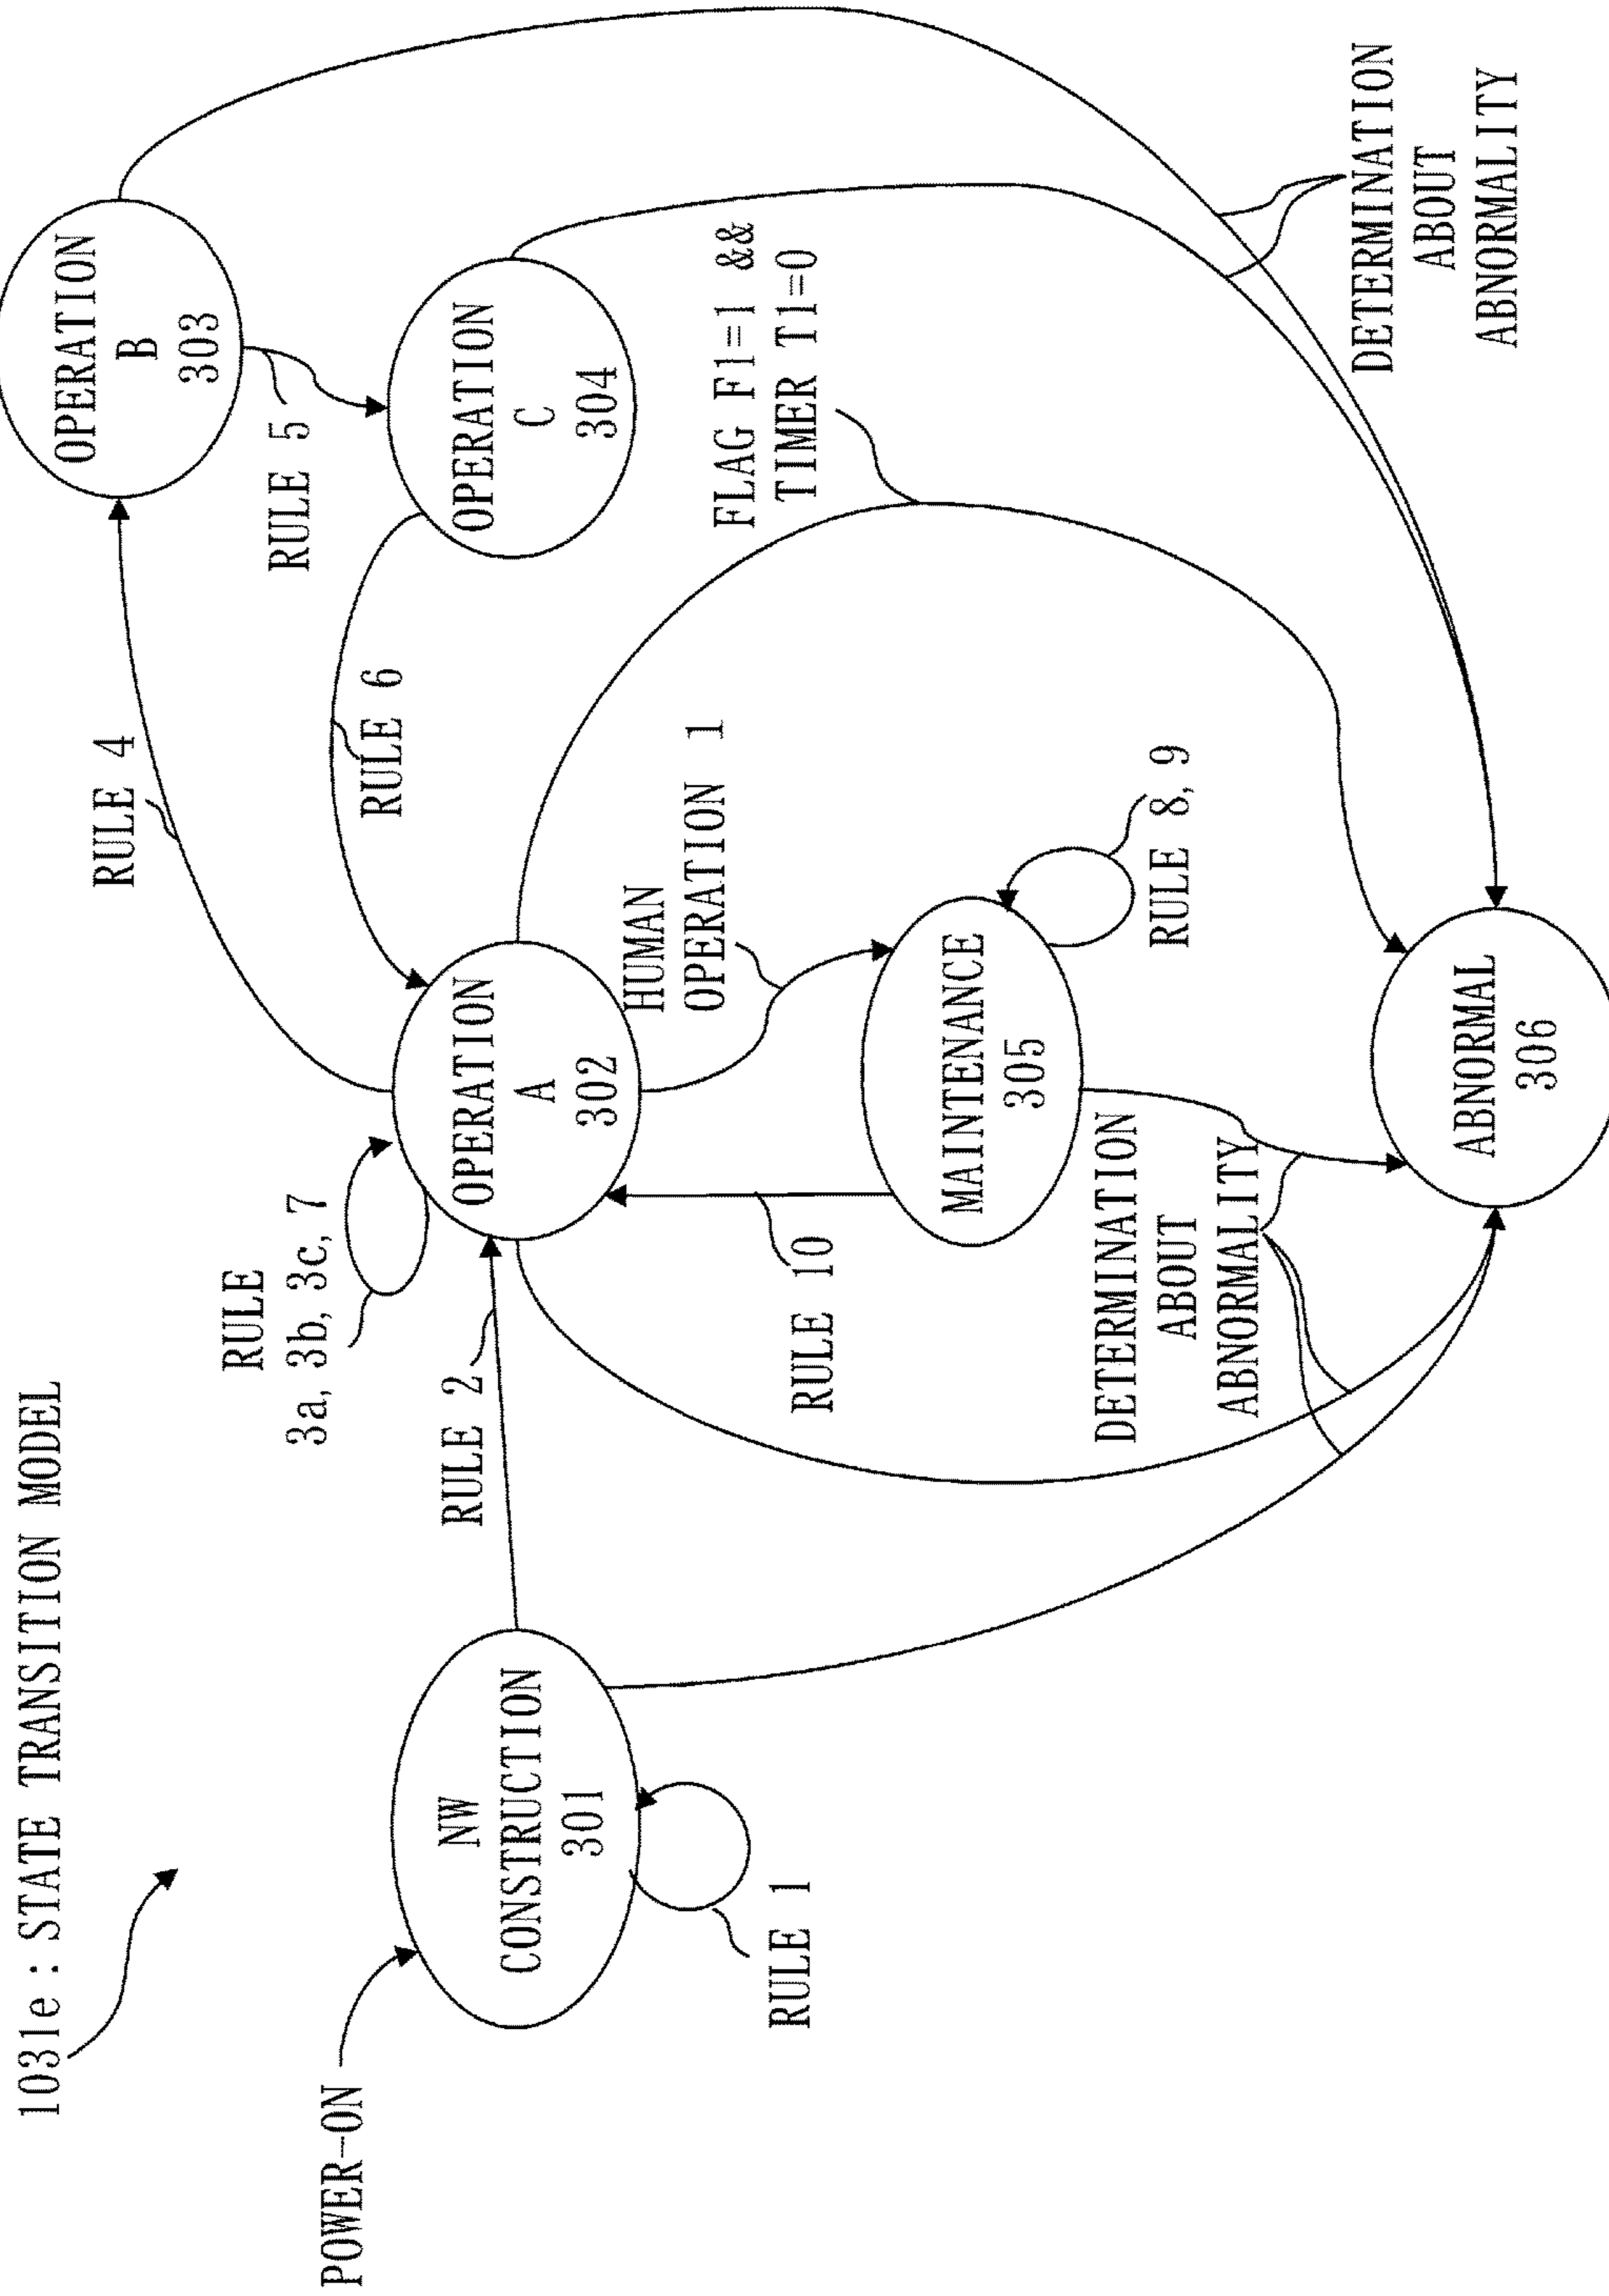 1031e : STATE TRANSITION MODEL
POWER-ON
NW
CONSTRUCTION
301
RULE 1
RULE 2
RULE
3a, 3b, 3c, 7
OPERATION
A
302
RULE 4
OPERATION
B
303
RULE 5
OPERATION
C
304
RULE 6
HUMAN
OPERATION 1
FLAG F1=1 &&
TIMER T1=0
RULE 10
MAINTENANCE
305
RULE 8, 9
DETERMINATION
ABOUT
ABNORMALITY
ABNORMAL
306
DETERMINATION
ABOUT
ABNORMALITY